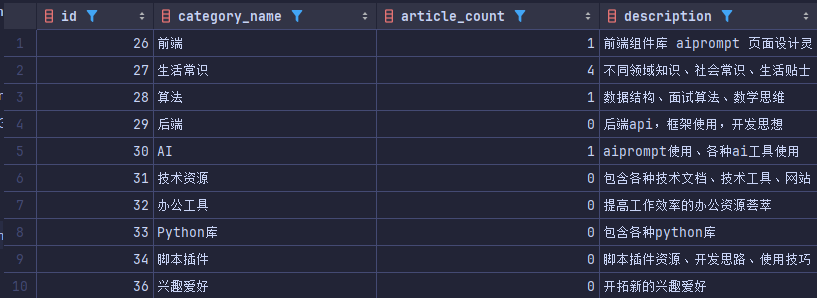 id category_name article_count description
1 26 前端 1 前端组件库 aiprompt 页面设计灵
2 27 生活常识 4 不同领域知识、社会常识、生活贴士
3 28 算法 1 数据结构、面试算法、数学思维
4 29 后端 0 后端api，框架使用，开发思想
5 30 AI 1 aiprompt使用、各种ai工具使用
6 31 技术资源 0 包含各种技术文档、技术工具、网站
7 32 办公工具 0 提高工作效率的办公资源荟萃
8 33 Python库 0 包含各种python库
9 34 脚本插件 0 脚本插件资源、开发思路、使用技巧
10 36 兴趣爱好 0 开拓新的兴趣爱好